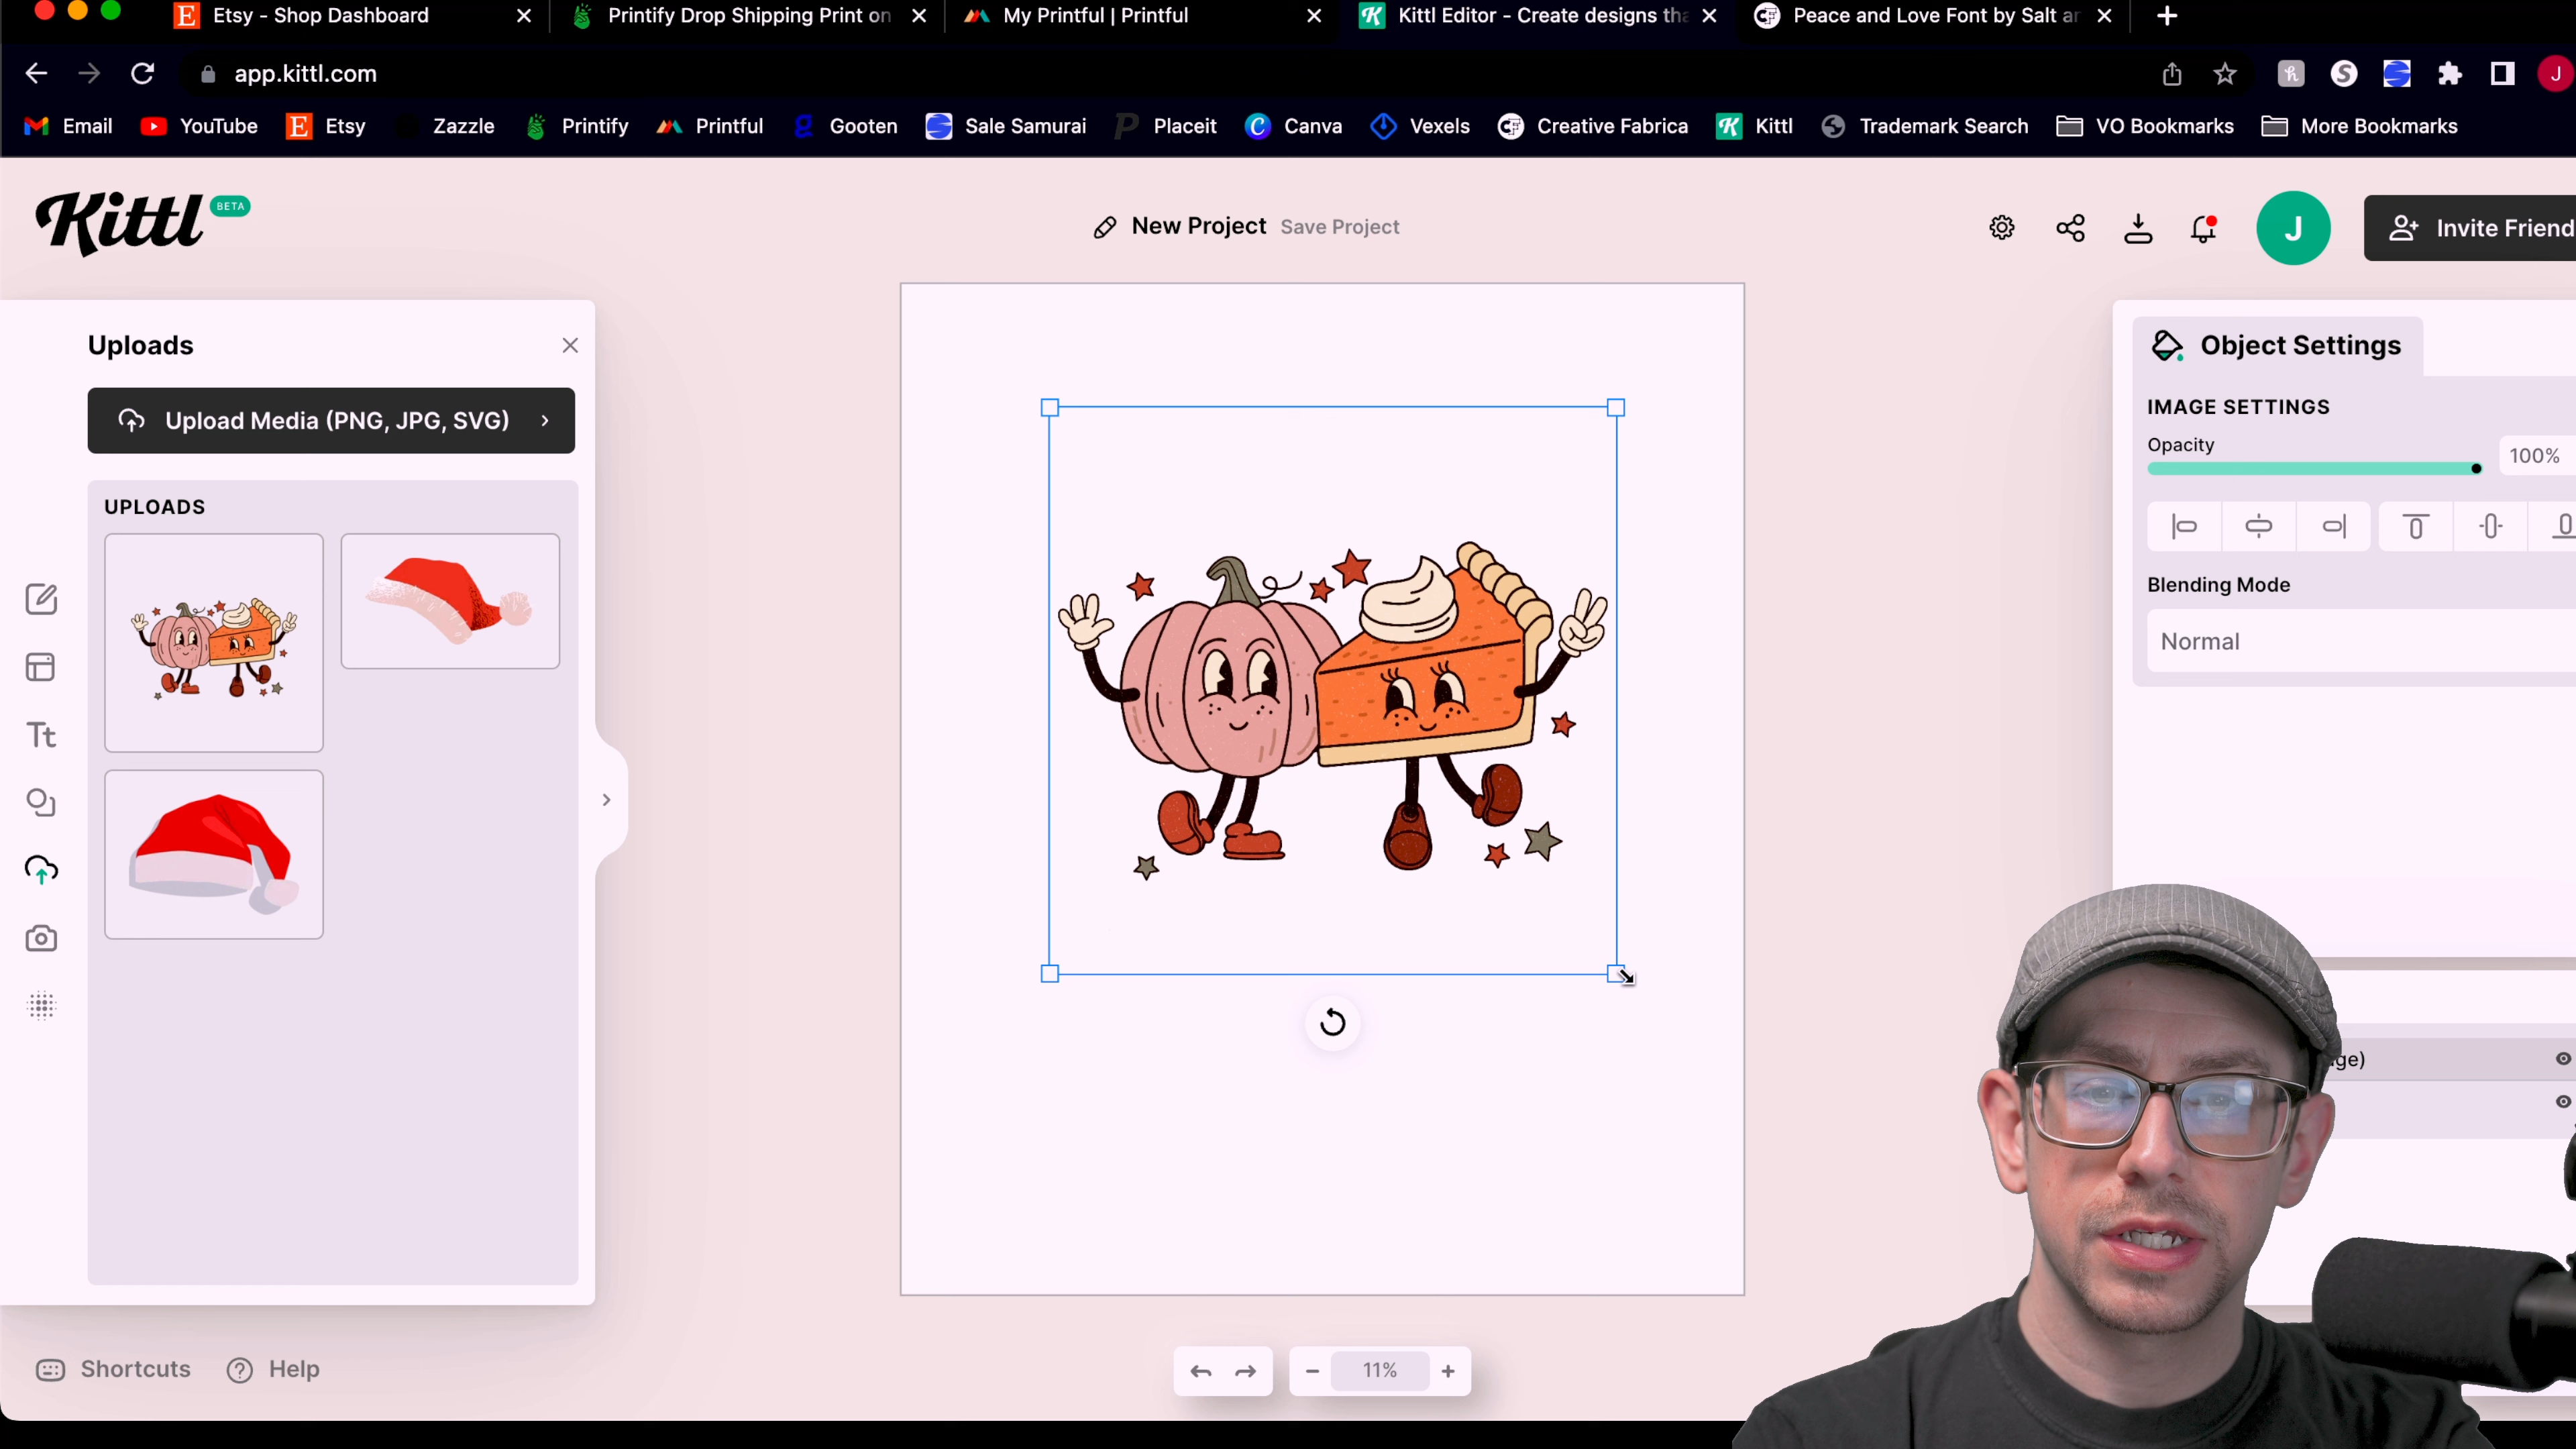 Etsy - Shop Dashboard
Printify Drop Shipping Print on
My Printful | Printful
Kittl Editor - Create designs tha
Peace and Love Font by Salt ar
app.kittl.com
J
Email
YouTube
Etsy
Zazzle
Printify
Printful
Gooten
Sale Samurai
Placeit
Canva
Vexels
Creative Fabrica
Kittl
Trademark Search
VO Bookmarks
More Bookmarks
Kittl BETA
New Project Save Project
J
Invite Friend
Uploads
Upload Media (PNG, JPG, SVG)
UPLOADS
Object Settings
IMAGE SETTINGS
Opacity
100%
Blending Mode
Normal
ge)
Shortcuts
Help
11%